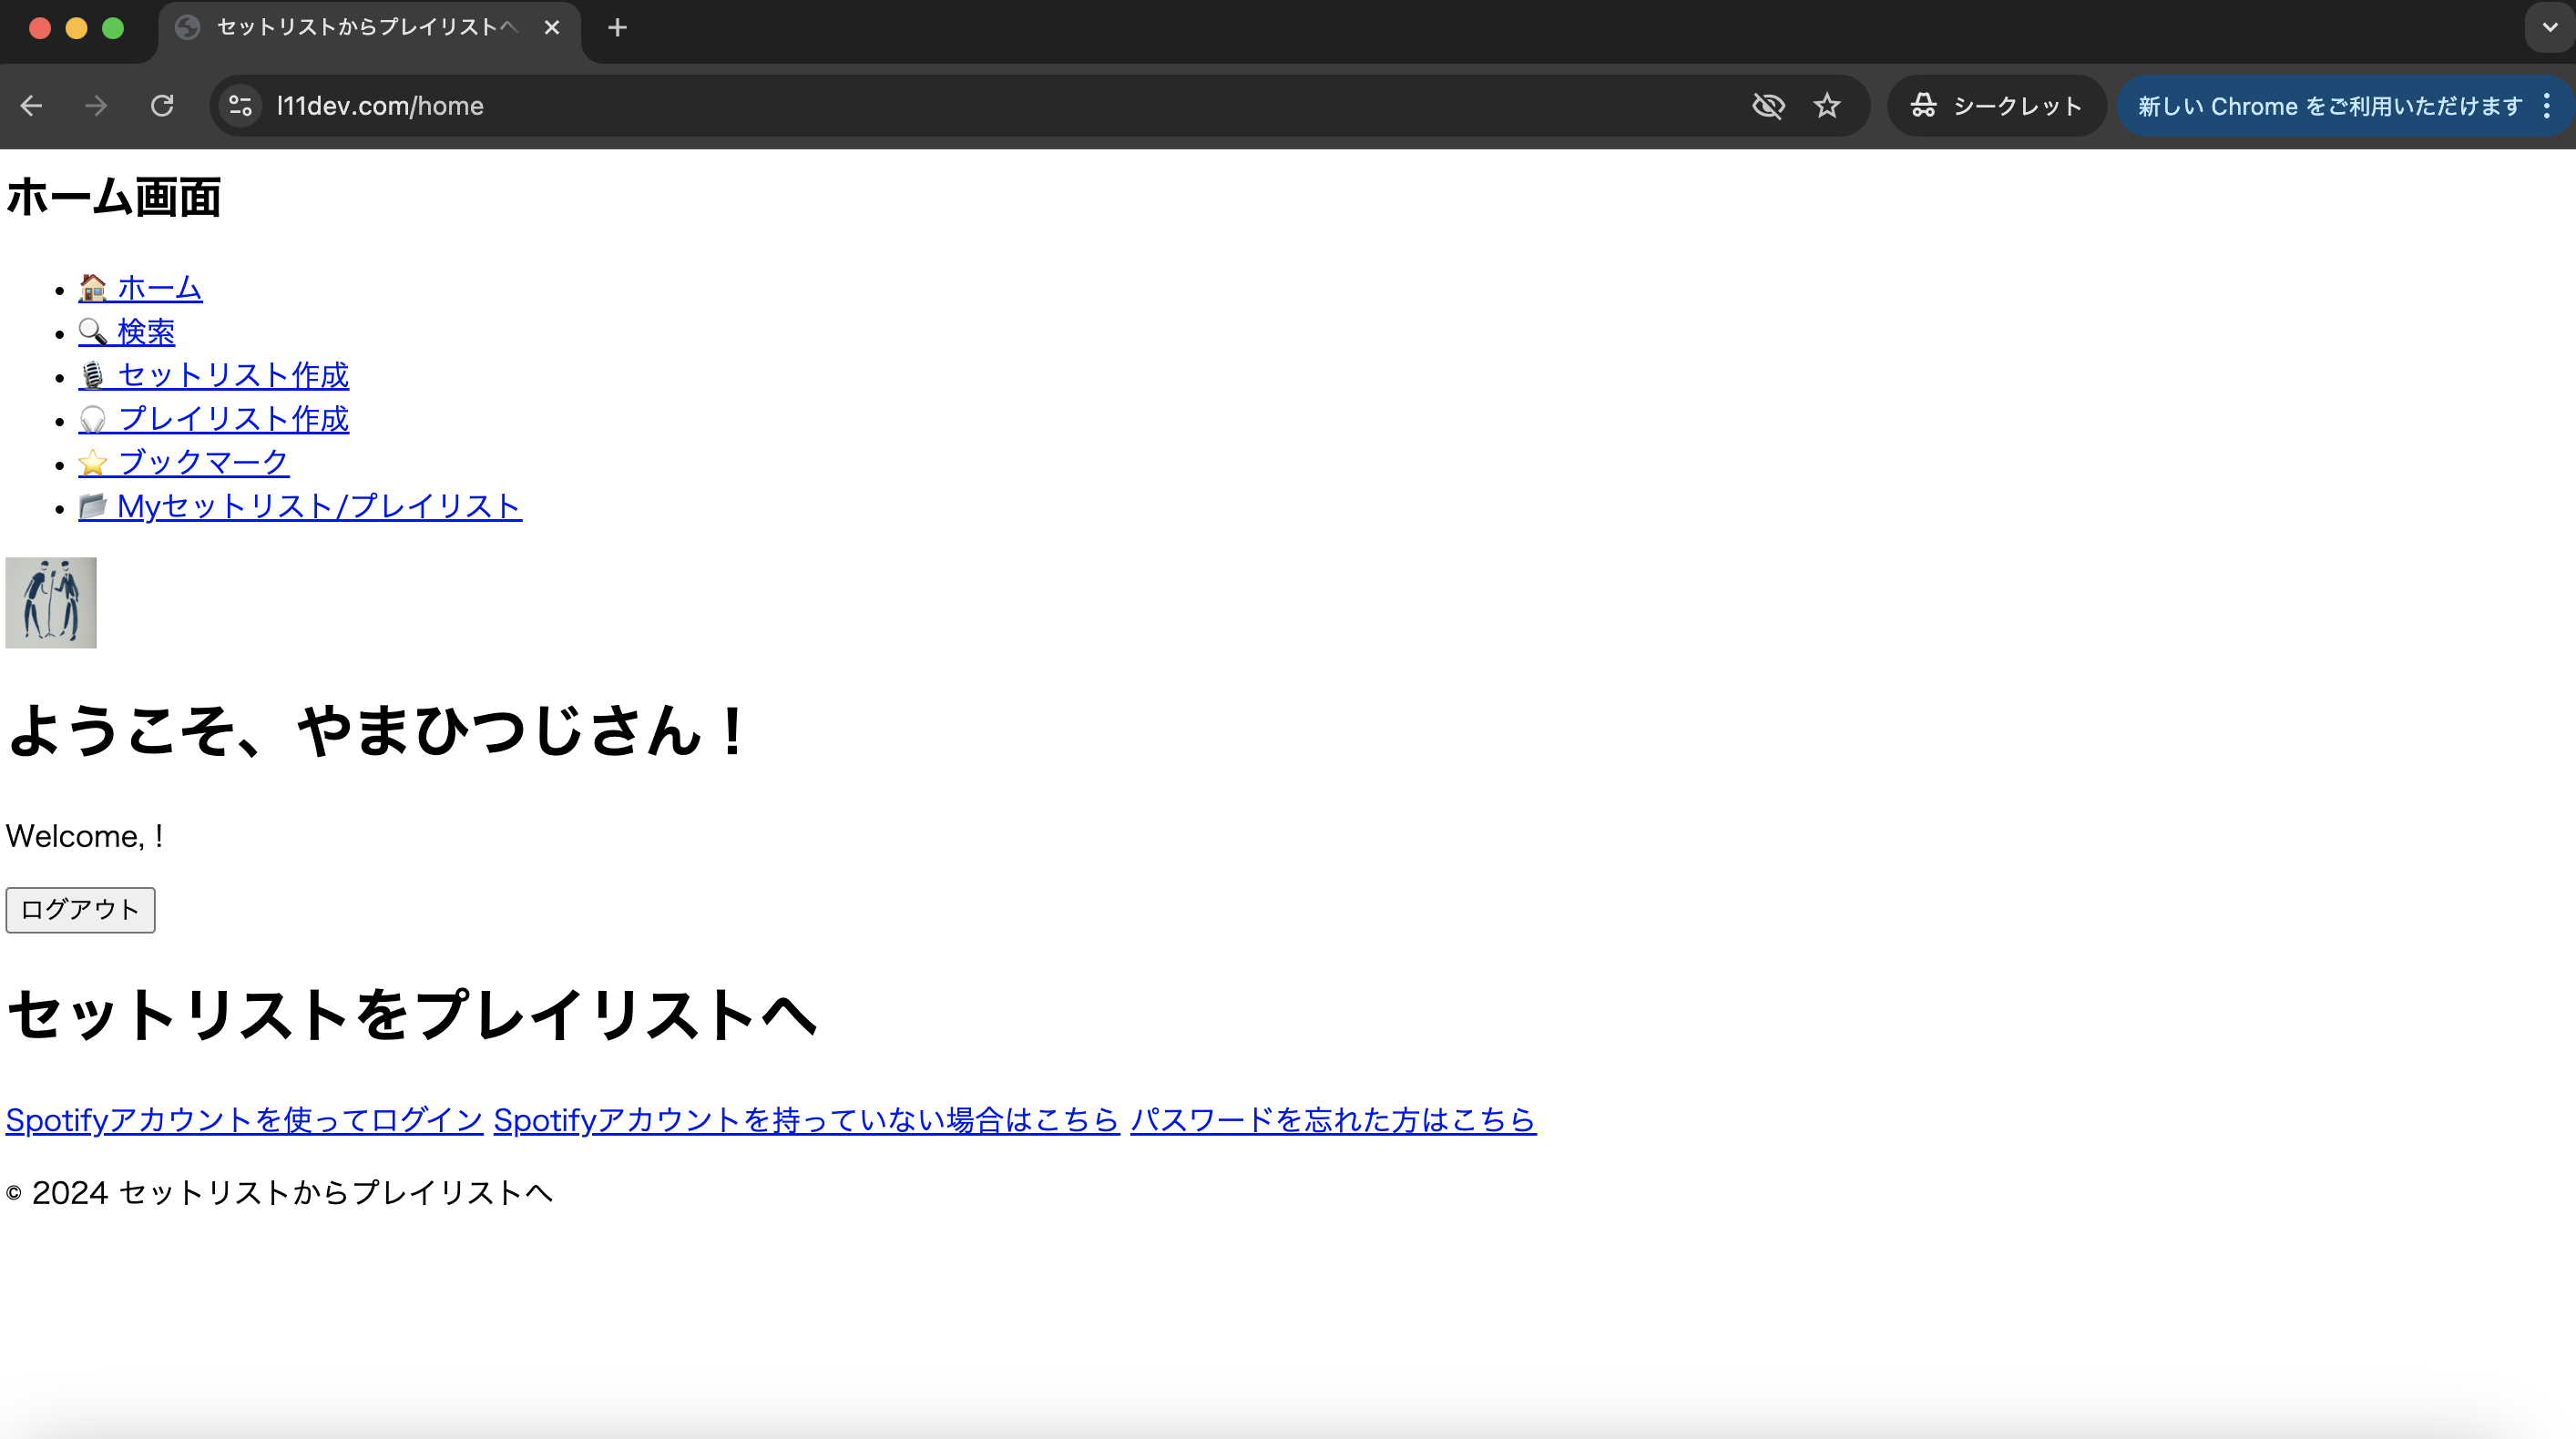 セットリストからプレイリストへ
l11dev.com/home
シークレット
新しい Chrome をご利用いただけます
ホーム画面
🏠 ホーム
🔍 検索
🎙 セットリスト作成
🎧 プレイリスト作成
⭐ ブックマーク
📂 Myセットリスト/プレイリスト
ようこそ、やまひつじさん！
Welcome, !
ログアウト
セットリストをプレイリストへ
Spotifyアカウントを使ってログイン Spotifyアカウントを持っていない場合はこちら パスワードを忘れた方はこちら
© 2024 セットリストからプレイリストへ